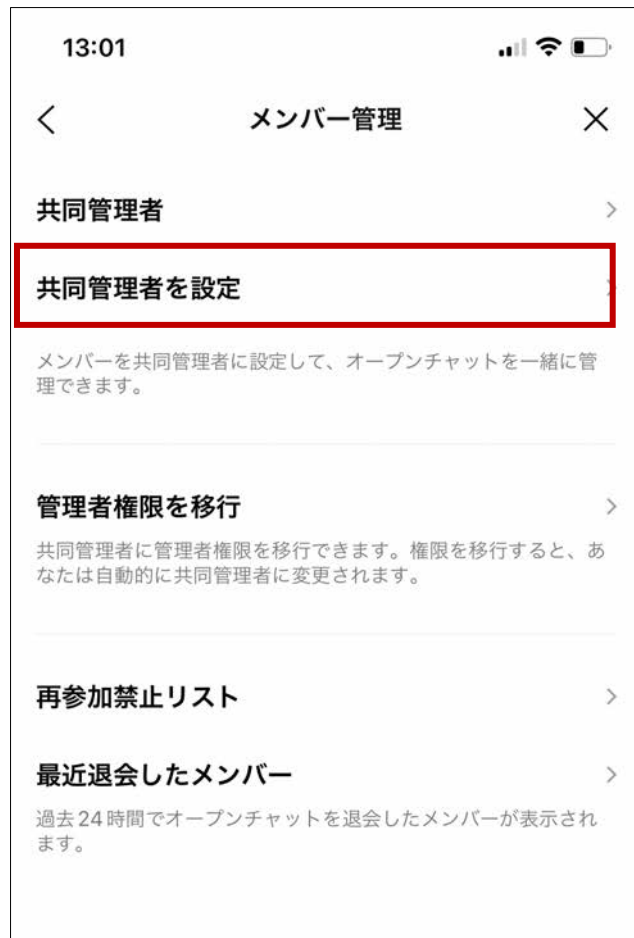 13:01
メンバー管理
共同管理者
共同管理者を設定
メンバーを共同管理者に設定して、オープンチャットを一緒に管
理できます。
管理者権限を移行
共同管理者に管理者権限を移行できます。権限を移行すると、あ
なたは自動的に共同管理者に変更されます。
再参加禁止リスト
最近退会したメンバー
過去24時間でオープンチャットを退会したメンバーが表示され
ます。